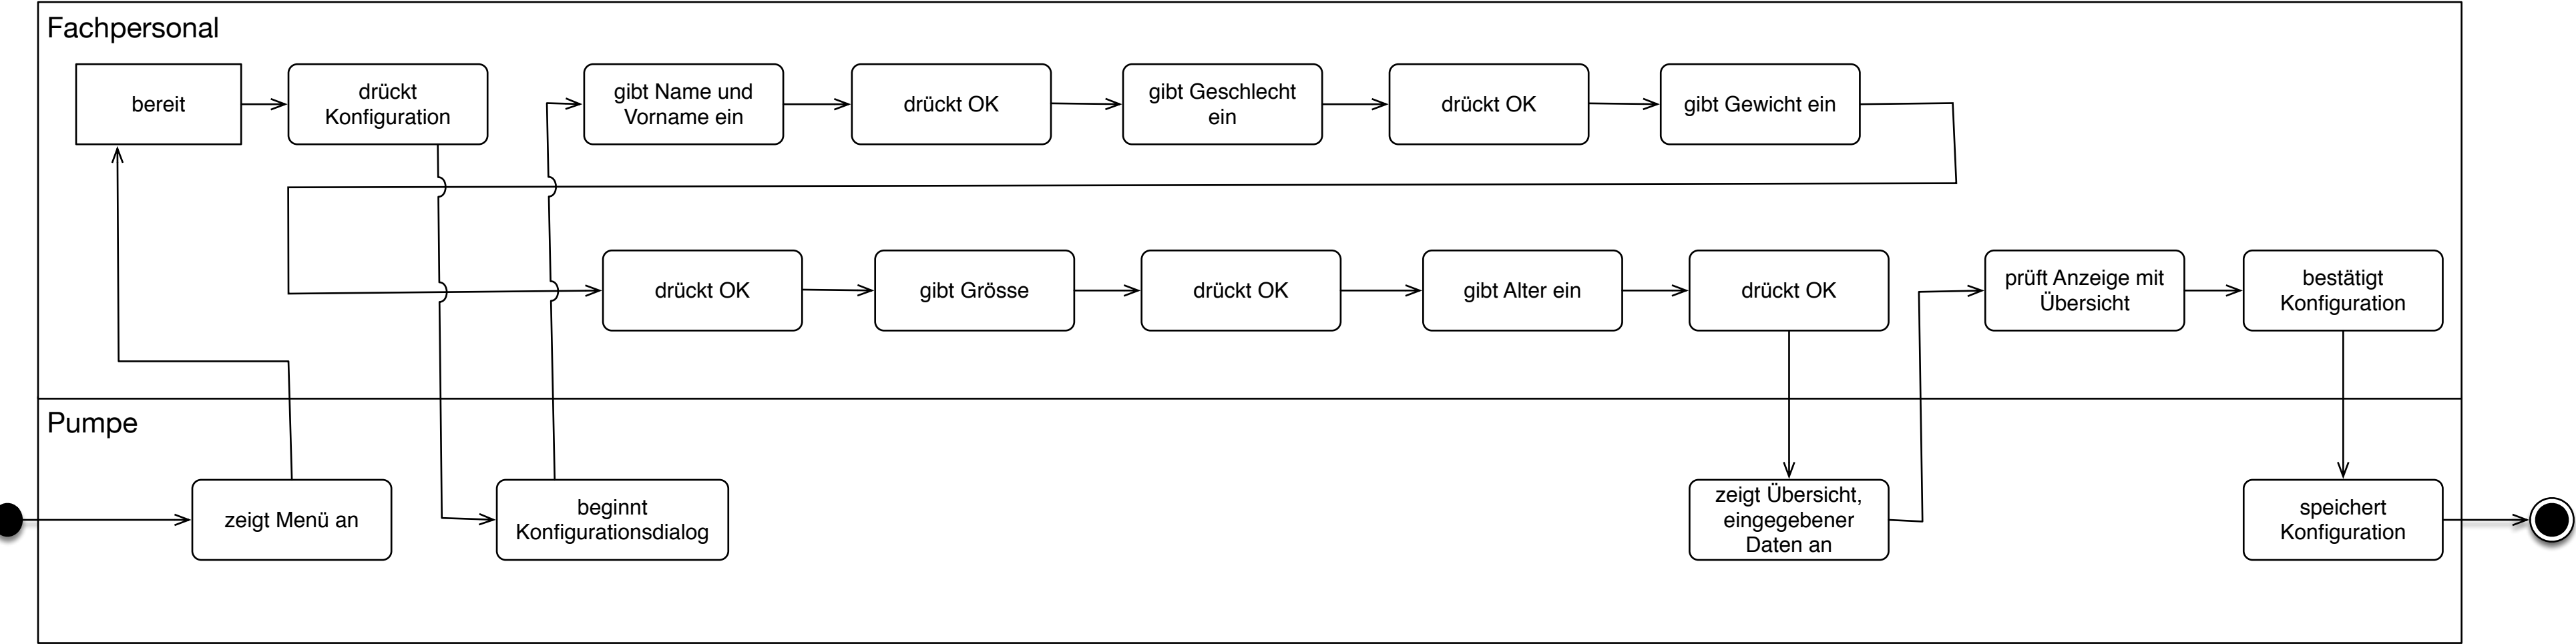 Fachpersonal
bereit
drückt
Konfiguration
gibt Name und
Vorname ein
drückt OK
gibt Geschlecht
ein
drückt OK
gibt Gewicht ein
drückt OK
gibt Grösse
drückt OK
gibt Alter ein
drückt OK
prüft Anzeige mit
Übersicht
bestätigt
Konfiguration
Pumpe
zeigt Menü an
beginnt
Konfigurationsdialog
zeigt Übersicht,
eingegebener
Daten an
speichert
Konfiguration